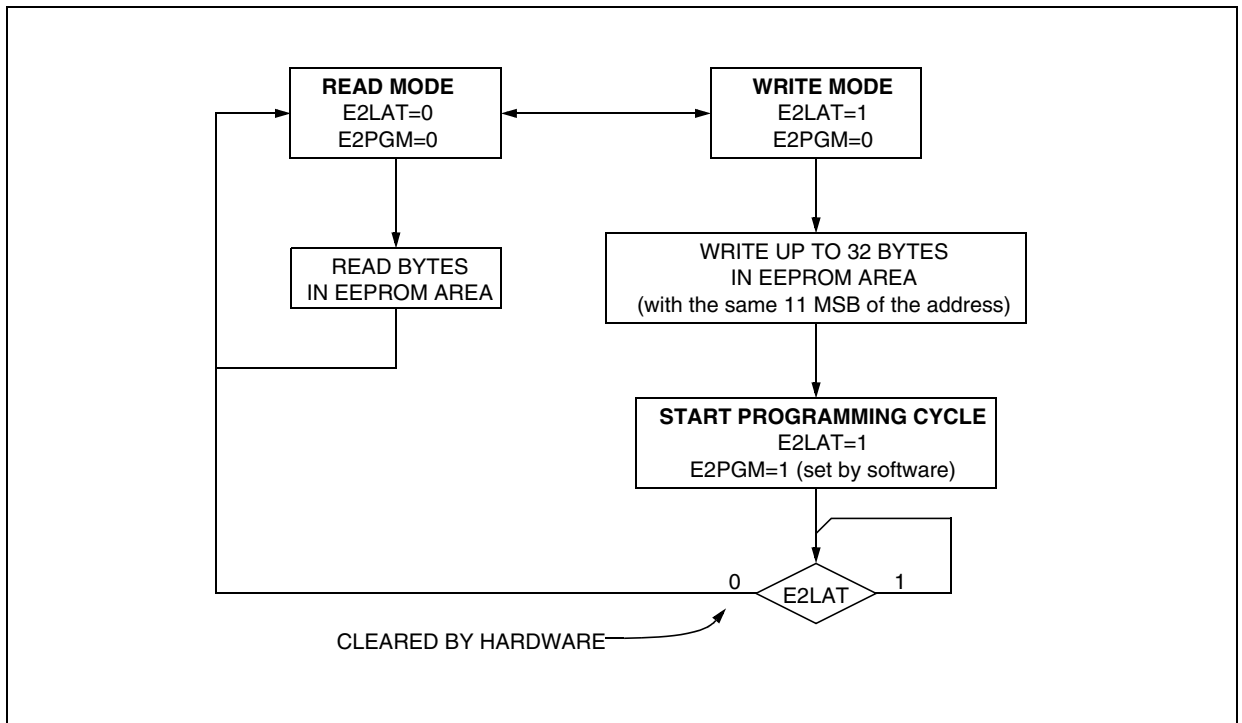 READ MODE
E2LAT=0
E2PGM=0
WRITE MODE
E2LAT=1
E2PGM=0
READ BYTES
IN EEPROM AREA
WRITE UP TO 32 BYTES
IN EEPROM AREA
(with the same 11 MSB of the address)
START PROGRAMMING CYCLE
E2LAT=1
E2PGM=1 (set by software)
0
E2LAT
1
CLEARED BY HARDWARE